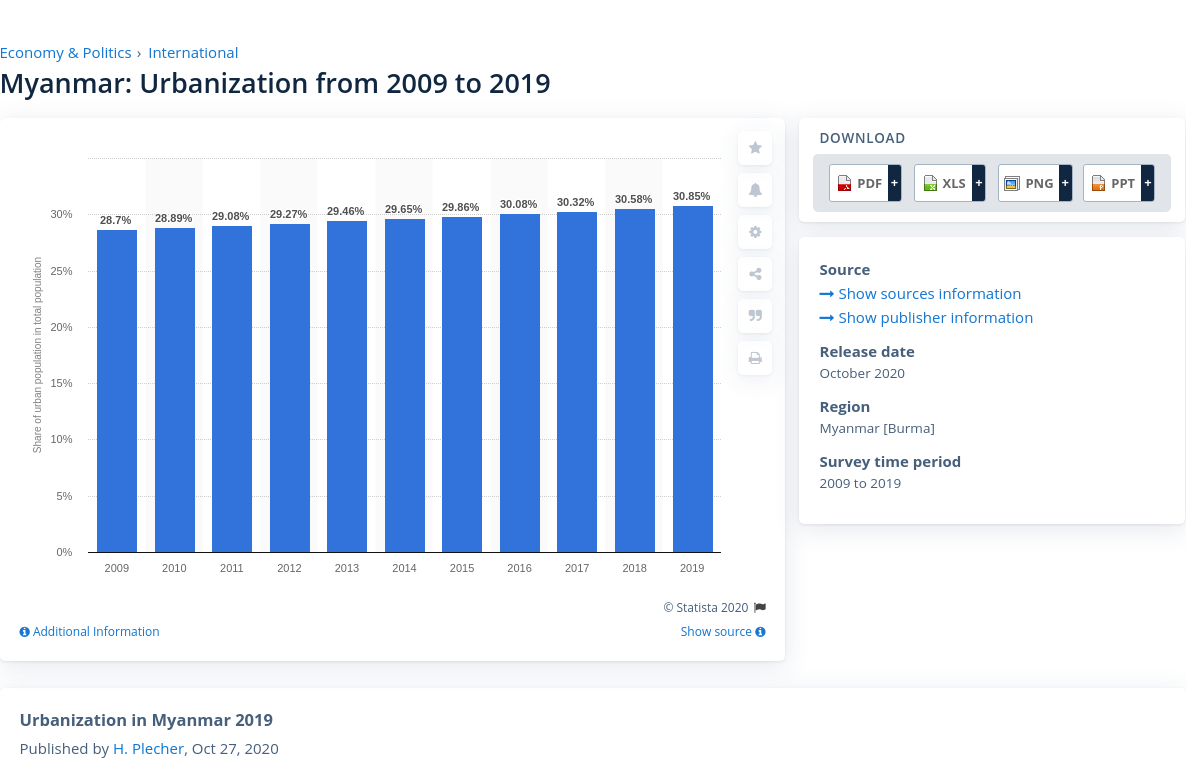 Economy & Politics › International
Myanmar: Urbanization from 2009 to 2019
Share of urban population in total population
30%
25%
20%
15%
10%
5%
0%
28.7% 28.89% 29.08% 29.27% 29.46% 29.65% 29.86% 30.08% 30.32% 30.58% 30.85%
2009 2010 2011 2012 2013 2014 2015 2016 2017 2018 2019
© Statista 2020
Additional Information Show source
DOWNLOAD
PDF + XLS + PNG + PPT +
Source
Show sources information
Show publisher information
Release date
October 2020
Region
Myanmar [Burma]
Survey time period
2009 to 2019
Urbanization in Myanmar 2019
Published by H. Plecher, Oct 27, 2020